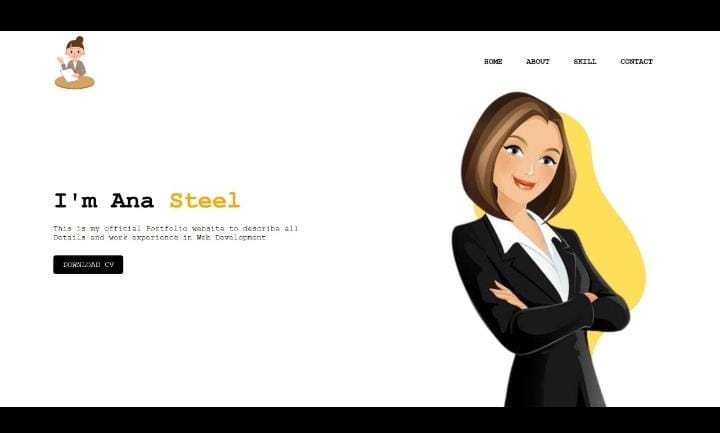 HOME ABOUT SKILL CONTACT
I'm Ana Steel
This is my official Portfolio website to describe all
Details and work experience in Web Development
DOWNLOAD CV